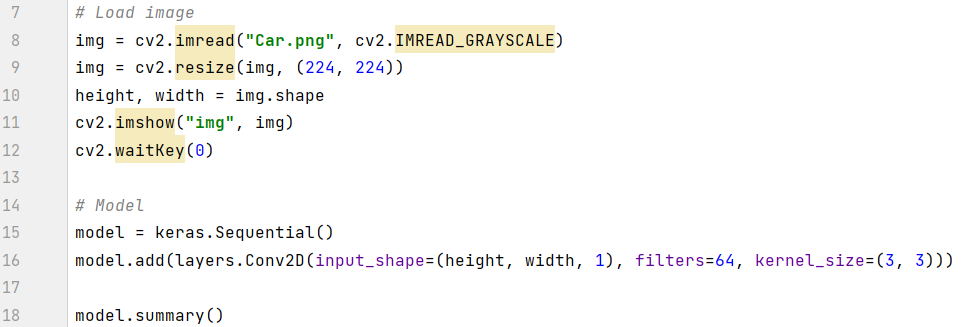 7 # Load image
8 img = cv2.imread("Car.png", cv2.IMREAD_GRAYSCALE)
9 img = cv2.resize(img, (224, 224))
10 height, width = img.shape
11 cv2.imshow("img", img)
12 cv2.waitKey(0)
13
14 # Model
15 model = keras.Sequential()
16 model.add(layers.Conv2D(input_shape=(height, width, 1), filters=64, kernel_size=(3, 3)))
17
18 model.summary()